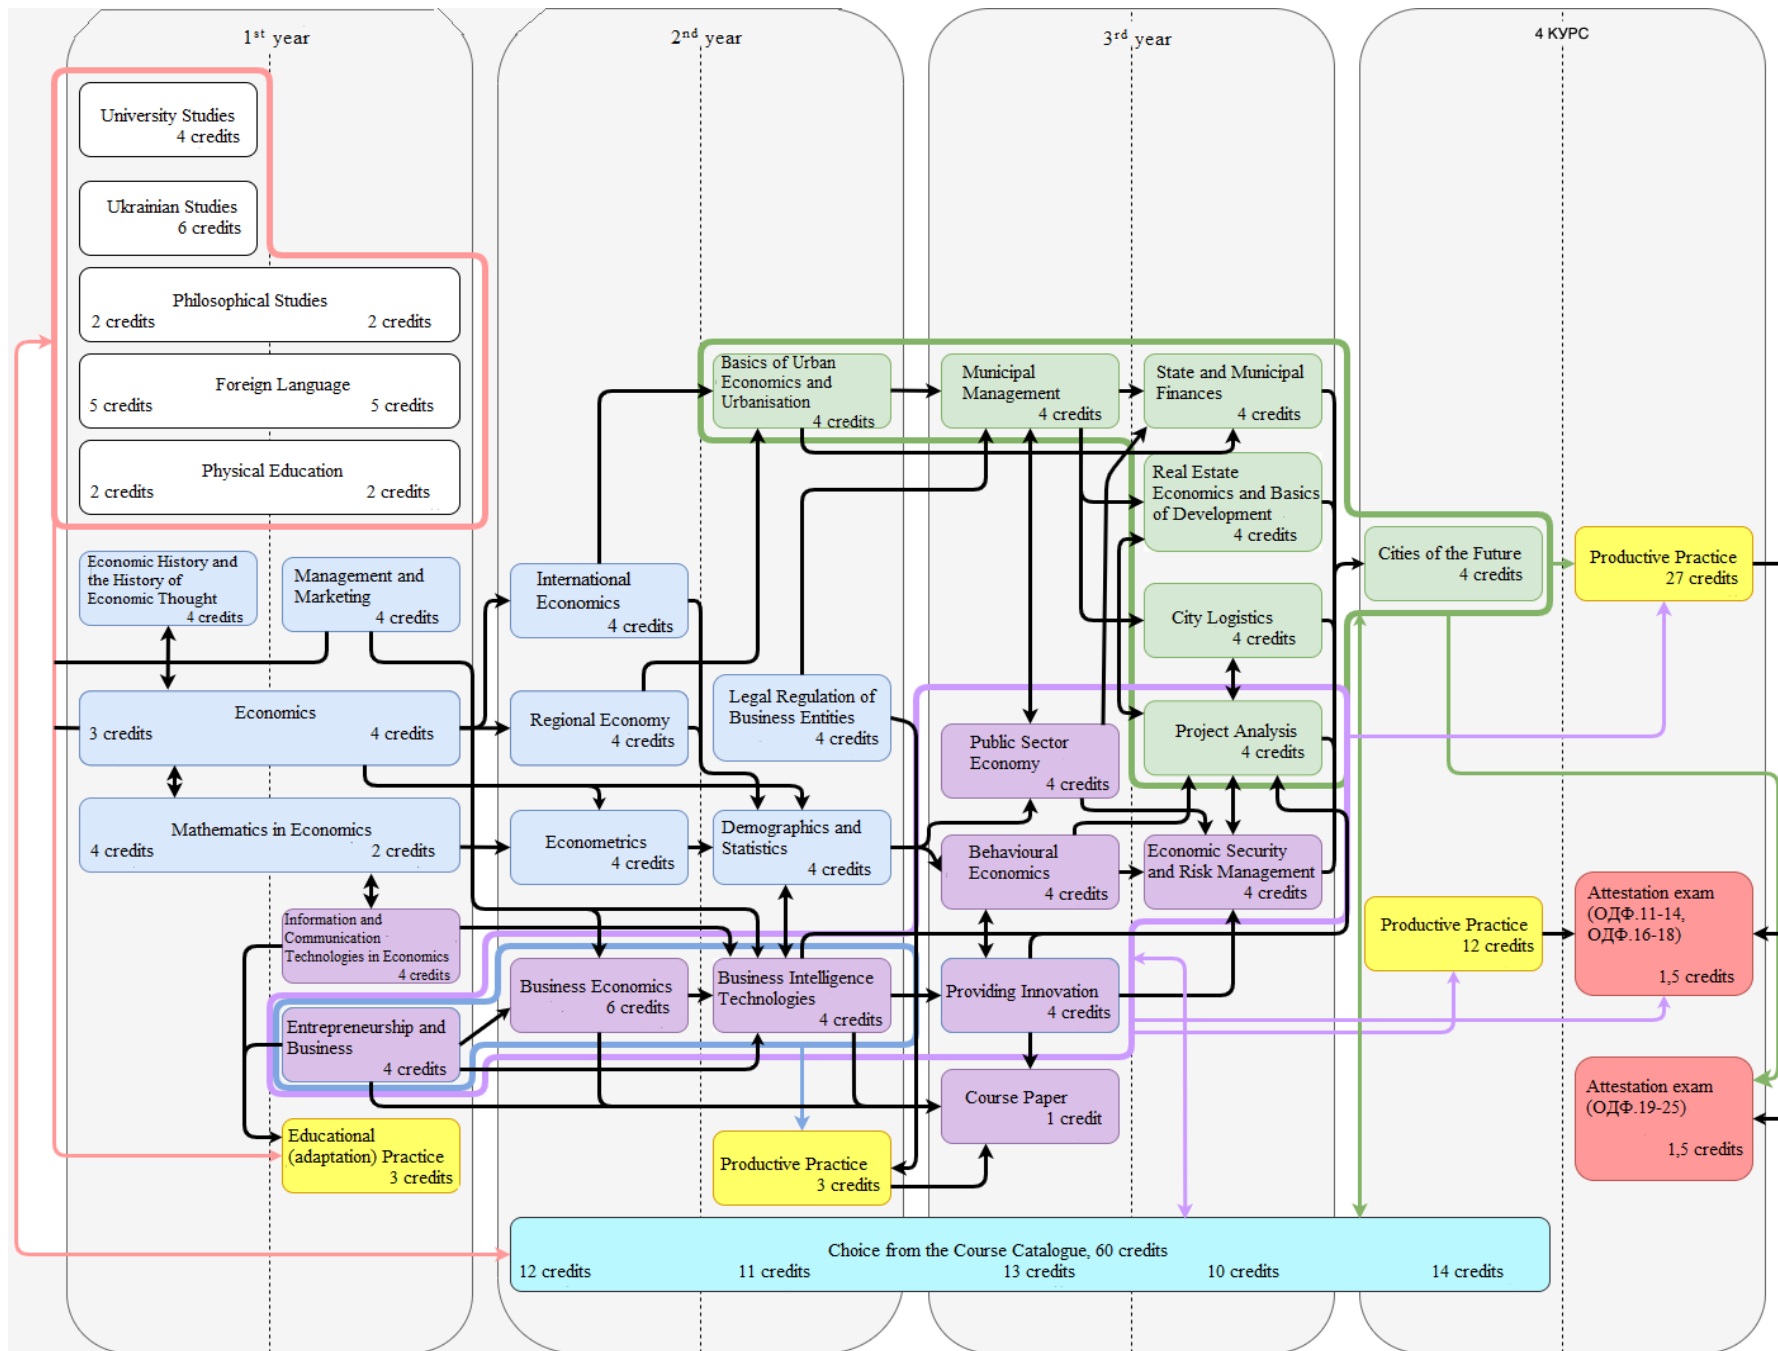 1st year
2nd year
3rd year
4 КУРС
University Studies
4 credits
Ukrainian Studies
6 credits
Philosophical Studies
2 credits
2 credits
Foreign Language
5 credits
5 credits
Physical Education
2 credits
2 credits
Economic History and
the History of
Economic Thought
4 credits
Management and
Marketing
4 credits
Economics
3 credits
4 credits
Mathematics in Economics
4 credits
2 credits
Information and
Communication
Technologies in Economics
4 credits
Entrepreneurship and
Business
4 credits
Educational
(adaptation) Practice
3 credits
International
Economics
4 credits
Regional Economy
4 credits
Econometrics
4 credits
Business Economics
6 credits
Basics of Urban
Economics and
Urbanisation
4 credits
Legal Regulation of
Business Entities
4 credits
Demographics and
Statistics
4 credits
Business Intelligence
Technologies
4 credits
Productive Practice
3 credits
Municipal
Management
4 credits
Public Sector
Economy
4 credits
Behavioural
Economics
4 credits
Providing Innovation
4 credits
Course Paper
1 credit
State and Municipal
Finances
4 credits
Real Estate
Economics and Basics
of Development
4 credits
City Logistics
4 credits
Project Analysis
4 credits
Economic Security
and Risk Management
4 credits
Cities of the Future
4 credits
Productive Practice
12 credits
Productive Practice
27 credits
Attestation exam
(ОДФ.11-14,
ОДФ.16-18)
1,5 credits
Attestation exam
(ОДФ.19-25)
1,5 credits
Choice from the Course Catalogue, 60 credits
12 credits
11 credits
13 credits
10 credits
14 credits